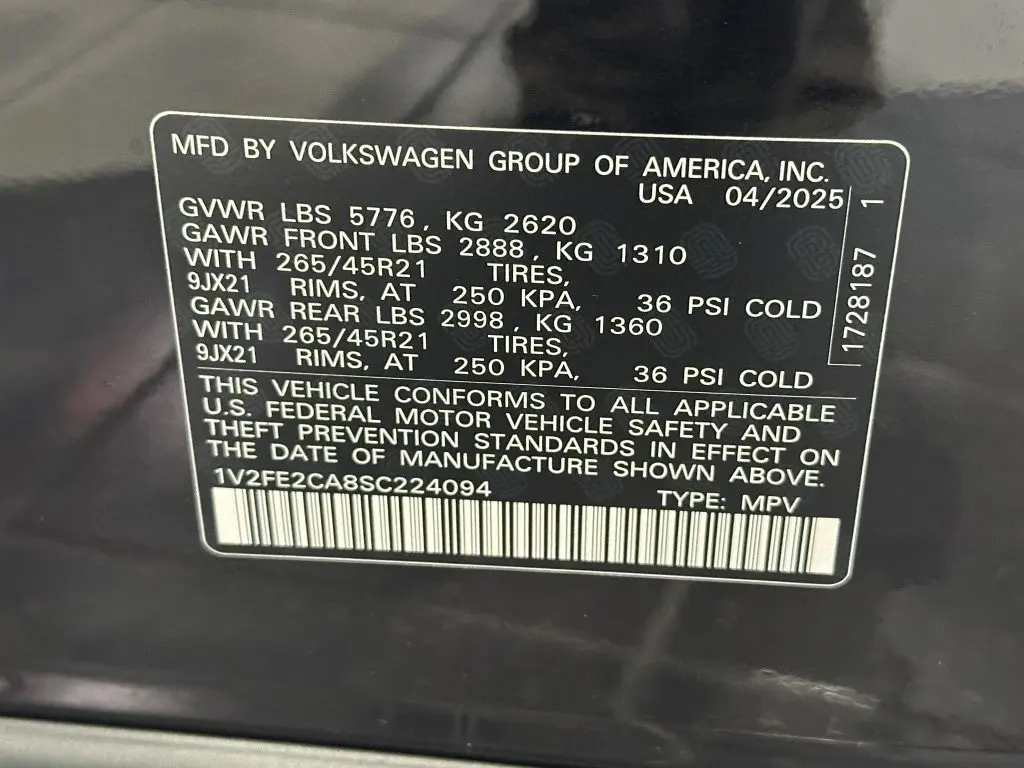 MFD BY VOLKSWAGEN GROUP OF AMERICA, INC.
USA 04/2025
GVWR LBS 5776, KG 2620
GAWR FRONT LBS 2888, KG 1310
WITH 265/45R21 TIRES,
9JX21 RIMS, AT 250 KPA, 36 PSI COLD
GAWR REAR LBS 2998, KG 1360
WITH 265/45R21 TIRES,
9JX21 RIMS, AT 250 KPA, 36 PSI COLD
1728187 1
THIS VEHICLE CONFORMS TO ALL APPLICABLE
U.S. FEDERAL MOTOR VEHICLE SAFETY AND
THEFT PREVENTION STANDARDS IN EFFECT ON
THE DATE OF MANUFACTURE SHOWN ABOVE.
1V2FE2CA8SC224094 TYPE: MPV